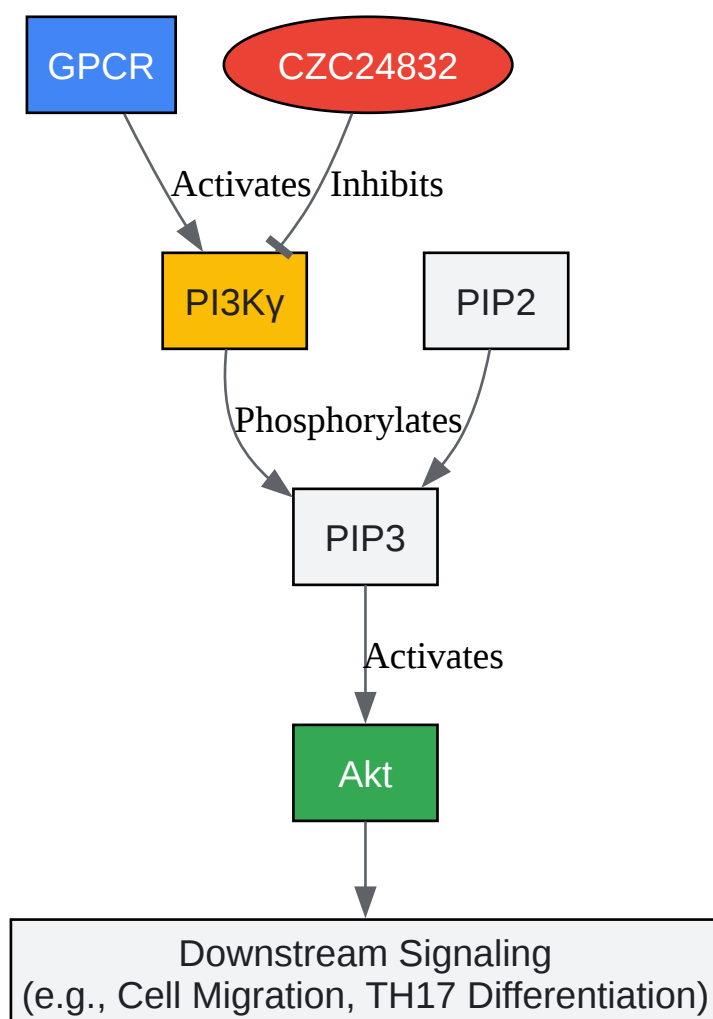 GPCR
CZC24832
Activates
Inhibits
PI3Kγ
PIP2
Phosphorylates
PIP3
Activates
Akt
Downstream Signaling
(e.g., Cell Migration, TH17 Differentiation)